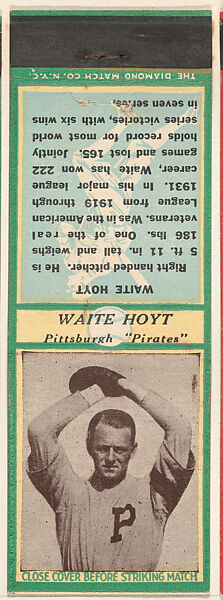 THE DIAMOND MATCH CO. N.Y.C.
WAITE HOYT
Right handed pitcher. He is
5 ft. 11 in. tall and weighs
186 lbs. One of the real
veterans. Was in the American
League from 1919 through
1931. In his major league
career, Waite has won 222
games and lost 165. Jointly
holds record for most world
series victories, with six wins
in seven series.
WAITE HOYT
Pittsburgh "Pirates"
P
CLOSE COVER BEFORE STRIKING MATCH